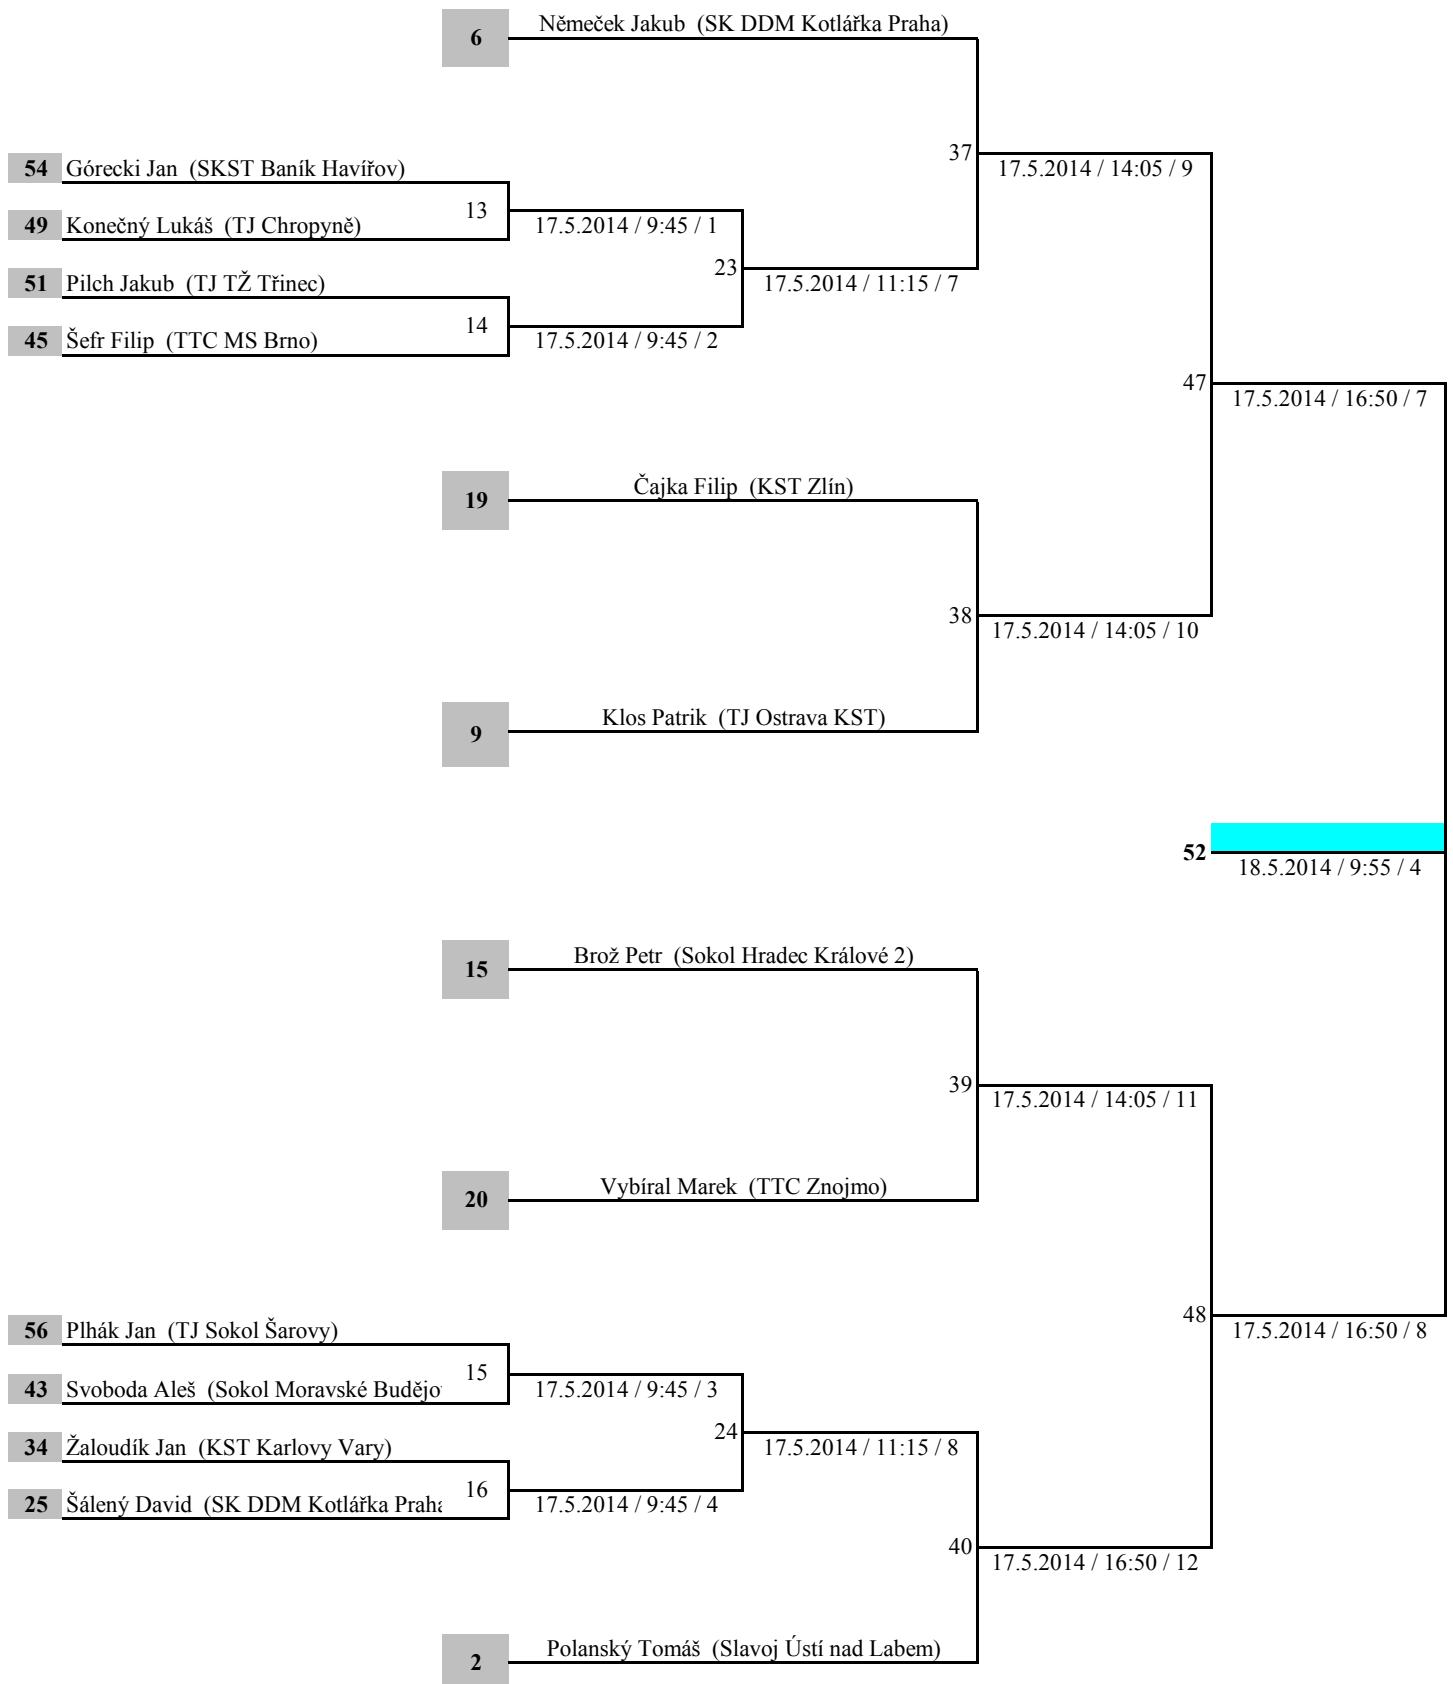 6 Němeček Jakub (SK DDM Kotlářka Praha)
37
17.5.2014 / 14:05 / 9
54 Górecki Jan (SKST Baník Havířov)
13
17.5.2014 / 9:45 / 1
49 Konečný Lukáš (TJ Chropyně)
23
17.5.2014 / 11:15 / 7
51 Pilch Jakub (TJ TŽ Třinec)
14
17.5.2014 / 9:45 / 2
45 Šefr Filip (TTC MS Brno)
47
17.5.2014 / 16:50 / 7
19 Čajka Filip (KST Zlín)
38
17.5.2014 / 14:05 / 10
9 Klos Patrik (TJ Ostrava KST)
52
18.5.2014 / 9:55 / 4
15 Brož Petr (Sokol Hradec Králové 2)
39
17.5.2014 / 14:05 / 11
20 Vybíral Marek (TTC Znojmo)
48
17.5.2014 / 16:50 / 8
56 Plhák Jan (TJ Sokol Šarovy)
15
17.5.2014 / 9:45 / 3
43 Svoboda Aleš (Sokol Moravské Budějo
24
17.5.2014 / 11:15 / 8
34 Žaloudík Jan (KST Karlovy Vary)
16
17.5.2014 / 9:45 / 4
25 Šálený David (SK DDM Kotlářka Praha
40
17.5.2014 / 16:50 / 12
2 Polanský Tomáš (Slavoj Ústí nad Labem)